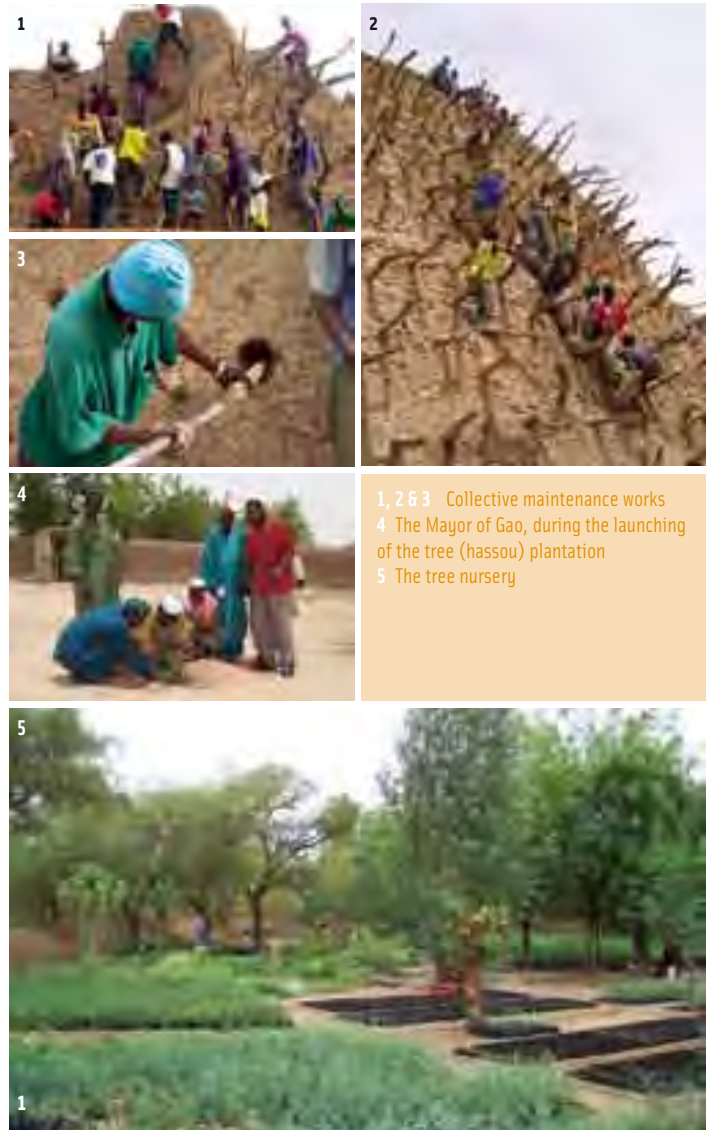 1
2
3
4
1, 2 & 3 Collective maintenance works
4 The Mayor of Gao, during the launching
of the tree (hassou) plantation
5 The tree nursery
5
1